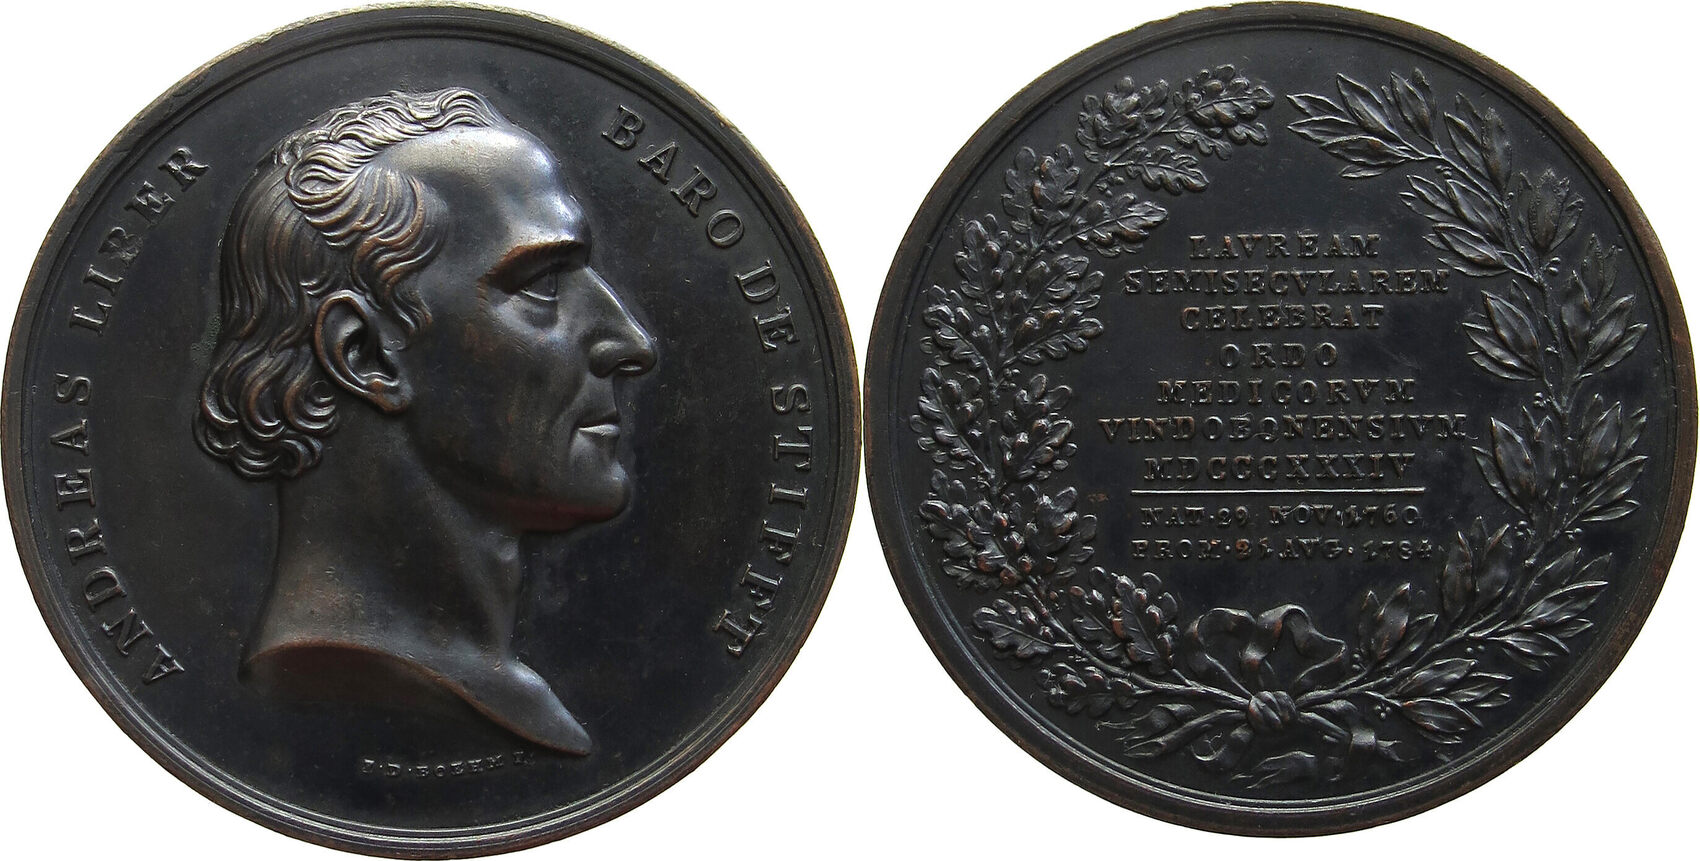 ANDREAS LIBER BARO DE STIFFT
I·D·BOEHM F.
LAVREAM
SEMISECVLAREM
CELEBRAT
ORDO
MEDICORVM
VINDOBONENSIVM
MDCCCXXXIV
NAT·29 NOV·1760
PROM·21 AVG·1784